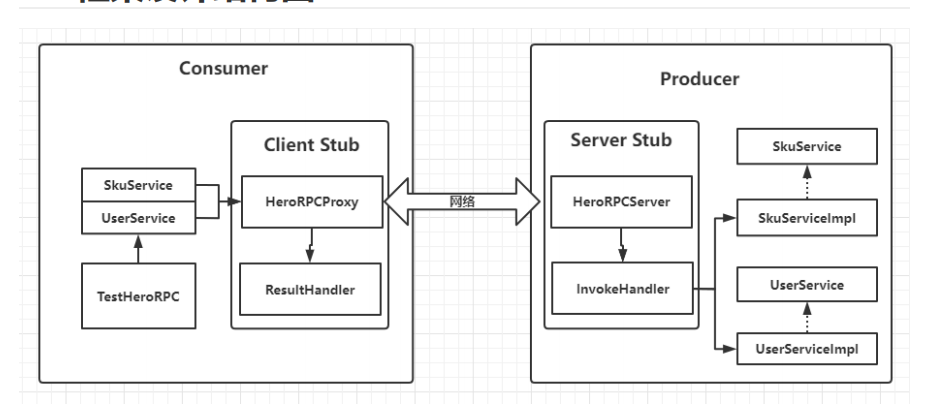 Consumer
Client Stub
SkuService
UserService
TestHeroRPC
HeroRPCProxy
ResultHandler
网络
Producer
Server Stub
HeroRPCServer
InvokeHandler
SkuService
SkuServiceImpl
UserService
UserServiceImpl